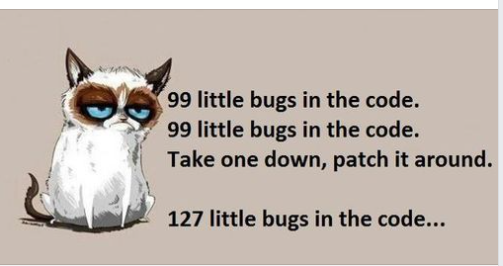 99 little bugs in the code.
99 little bugs in the code.
Take one down, patch it around.
127 little bugs in the code...